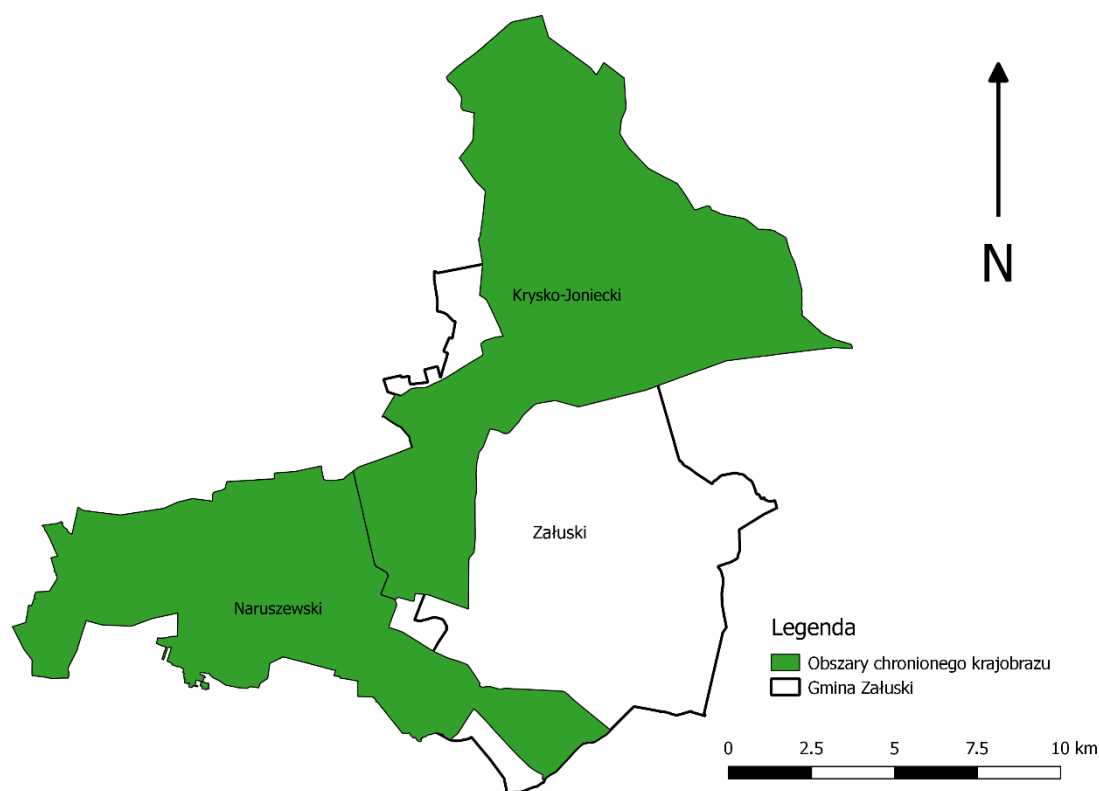 N
Krysko-Joniecki
Załuski
Naruszewski
Legenda
Obszary chronionego krajobrazu
Gmina Załuski
0 2.5 5 7.5 10 km